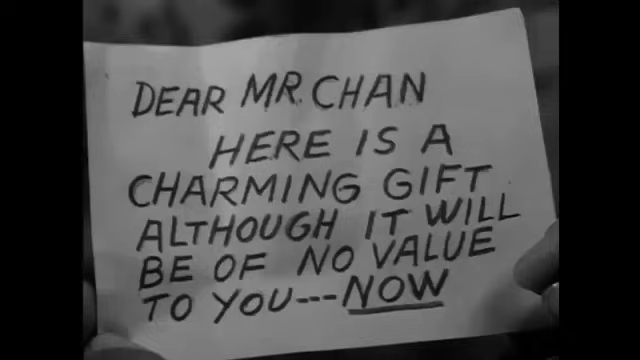 DEAR MR. CHAN
HERE IS A
CHARMING GIFT
ALTHOUGH IT WILL
BE OF NO VALUE
TO YOU---NOW